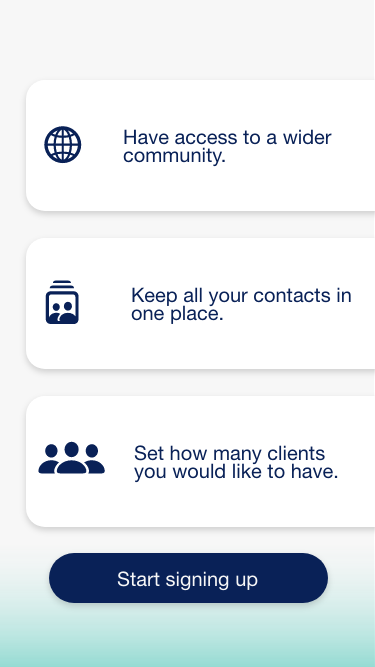 Have access to a wider
community.
Keep all your contacts in
one place.
Set how many clients
you would like to have.
Start signing up